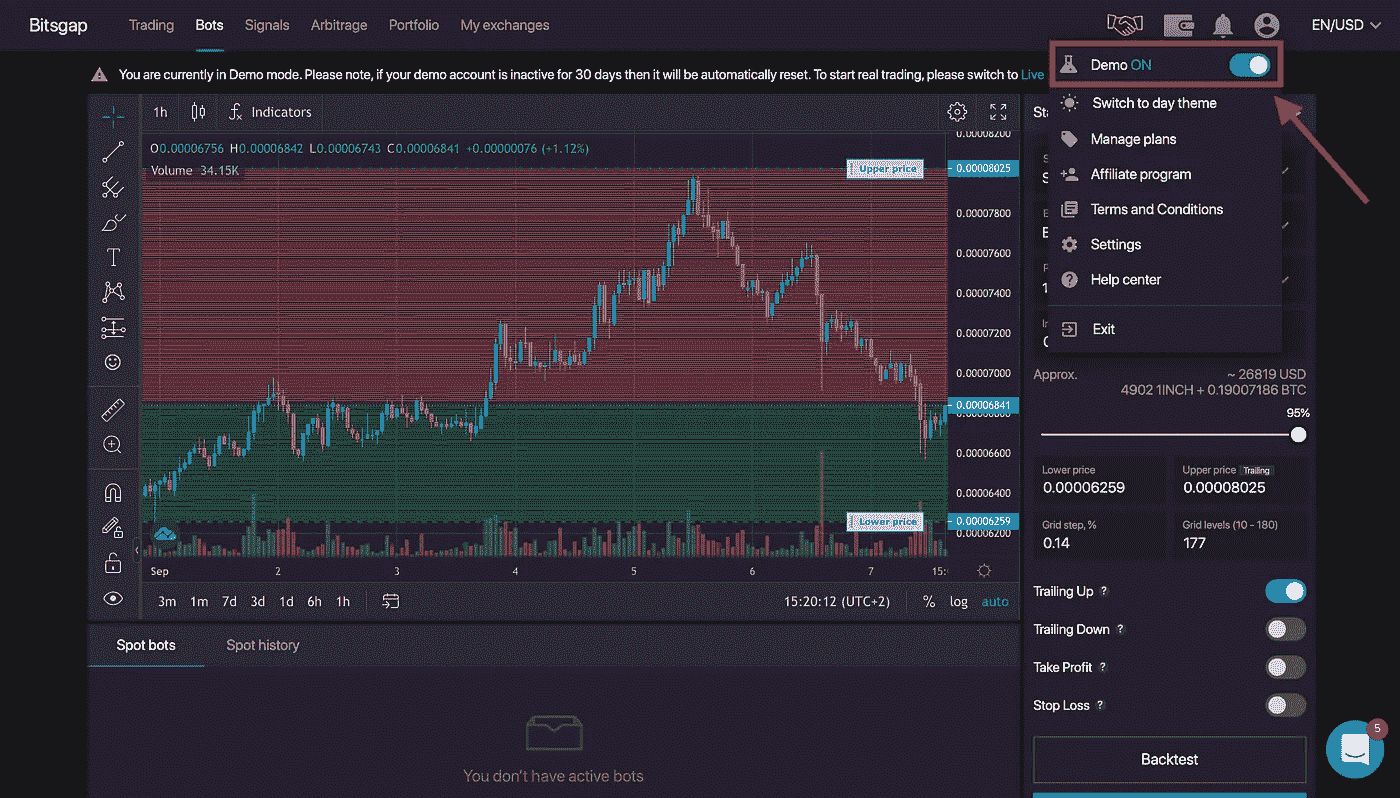 Bitsgap
Trading
Bots
Signals
Arbitrage
Portfolio
My exchanges
EN/USD
You are currently in Demo mode. Please note, if your demo account is inactive for 30 days then it will be automatically reset. To start real trading, please switch to Live
Demo ON
Switch to day theme
Manage plans
Affiliate program
Terms and Conditions
Settings
Help center
Exit
1h
Indicators
O0.00006756 H0.00006842 L0.00006743 C0.00006841 +0.00000076 (+1.12%)
Volume 34.15K
Upper price
0.00008200
0.00008025
0.00007800
0.00007600
0.00007400
0.00007200
0.00007000
0.00006841
0.00006800
0.00006600
0.00006400
Lower price
0.00006259
0.00006200
Sep 2 3 4 5 6 7 15:
3m 1m 7d 3d 1d 6h 1h
15:20:12 (UTC+2)
% log auto
Approx.
~ 26819 USD
4902 1INCH + 0.19007186 BTC
95%
Lower price
0.00006259
Upper price Trailing
0.00008025
Grid step, %
0.14
Grid levels (10 - 180)
177
Trailing Up ?
Trailing Down ?
Take Profit ?
Stop Loss ?
Backtest
5
Spot bots
Spot history
You don't have active bots